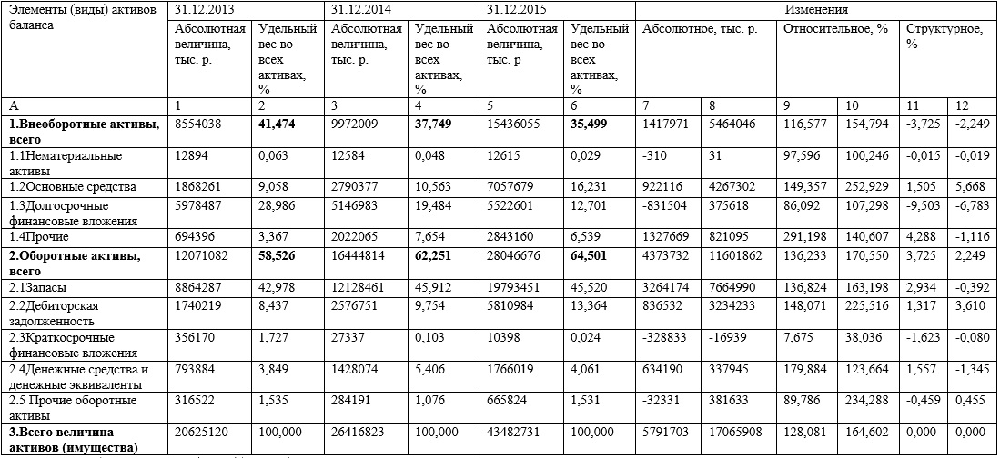 Элементы (виды) активов баланса 31.12.2013 31.12.2014 31.12.2015 Изменения
Абсолютная величина, тыс. р. Удельный вес во всех активах, % Абсолютная величина, тыс. р. Удельный вес во всех активах, % Абсолютная величина, тыс. р Удельный вес во всех активах, % Абсолютное, тыс. р. Относительное, % Структурное, %
А 1 2 3 4 5 6 7 8 9 10 11 12
1.Внеоборотные активы, всего 8554038 41,474 9972009 37,749 15436055 35,499 1417971 5464046 116,577 154,794 -3,725 -2,249
1.1Нематериальные активы 12894 0,063 12584 0,048 12615 0,029 -310 31 97,596 100,246 -0,015 -0,019
1.2Основные средства 1868261 9,058 2790377 10,563 7057679 16,231 922116 4267302 149,357 252,929 1,505 5,668
1.3Долгосрочные финансовые вложения 5978487 28,986 5146983 19,484 5522601 12,701 -831504 375618 86,092 107,298 -9,503 -6,783
1.4Прочие 694396 3,367 2022065 7,654 2843160 6,539 1327669 821095 291,198 140,607 4,288 -1,116
2.Оборотные активы, всего 12071082 58,526 16444814 62,251 28046676 64,501 4373732 11601862 136,233 170,550 3,725 2,249
2.1Запасы 8864287 42,978 12128461 45,912 19793451 45,520 3264174 7664990 136,824 163,198 2,934 -0,392
2.2Дебиторская задолженность 1740219 8,437 2576751 9,754 5810984 13,364 836532 3234233 148,071 225,516 1,317 3,610
2.3Краткосрочные финансовые вложения 356170 1,727 27337 0,103 10398 0,024 -328833 -16939 7,675 38,036 -1,623 -0,080
2.4Денежные средства и денежные эквиваленты 793884 3,849 1428074 5,406 1766019 4,061 634190 337945 179,884 123,664 1,557 -1,345
2.5 Прочие оборотные активы 316522 1,535 284191 1,076 665824 1,531 -32331 381633 89,786 234,288 -0,459 0,455
3.Всего величина активов (имущества) 20625120 100,000 26416823 100,000 43482731 100,000 5791703 17065908 128,081 164,602 0,000 0,000